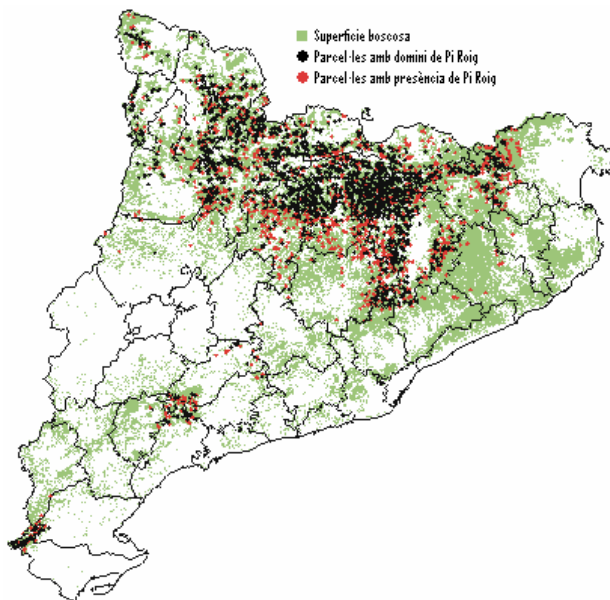 Superfície boscosa
Parcel·les amb domini de Pi Roig
Parcel·les amb presència de Pi Roig